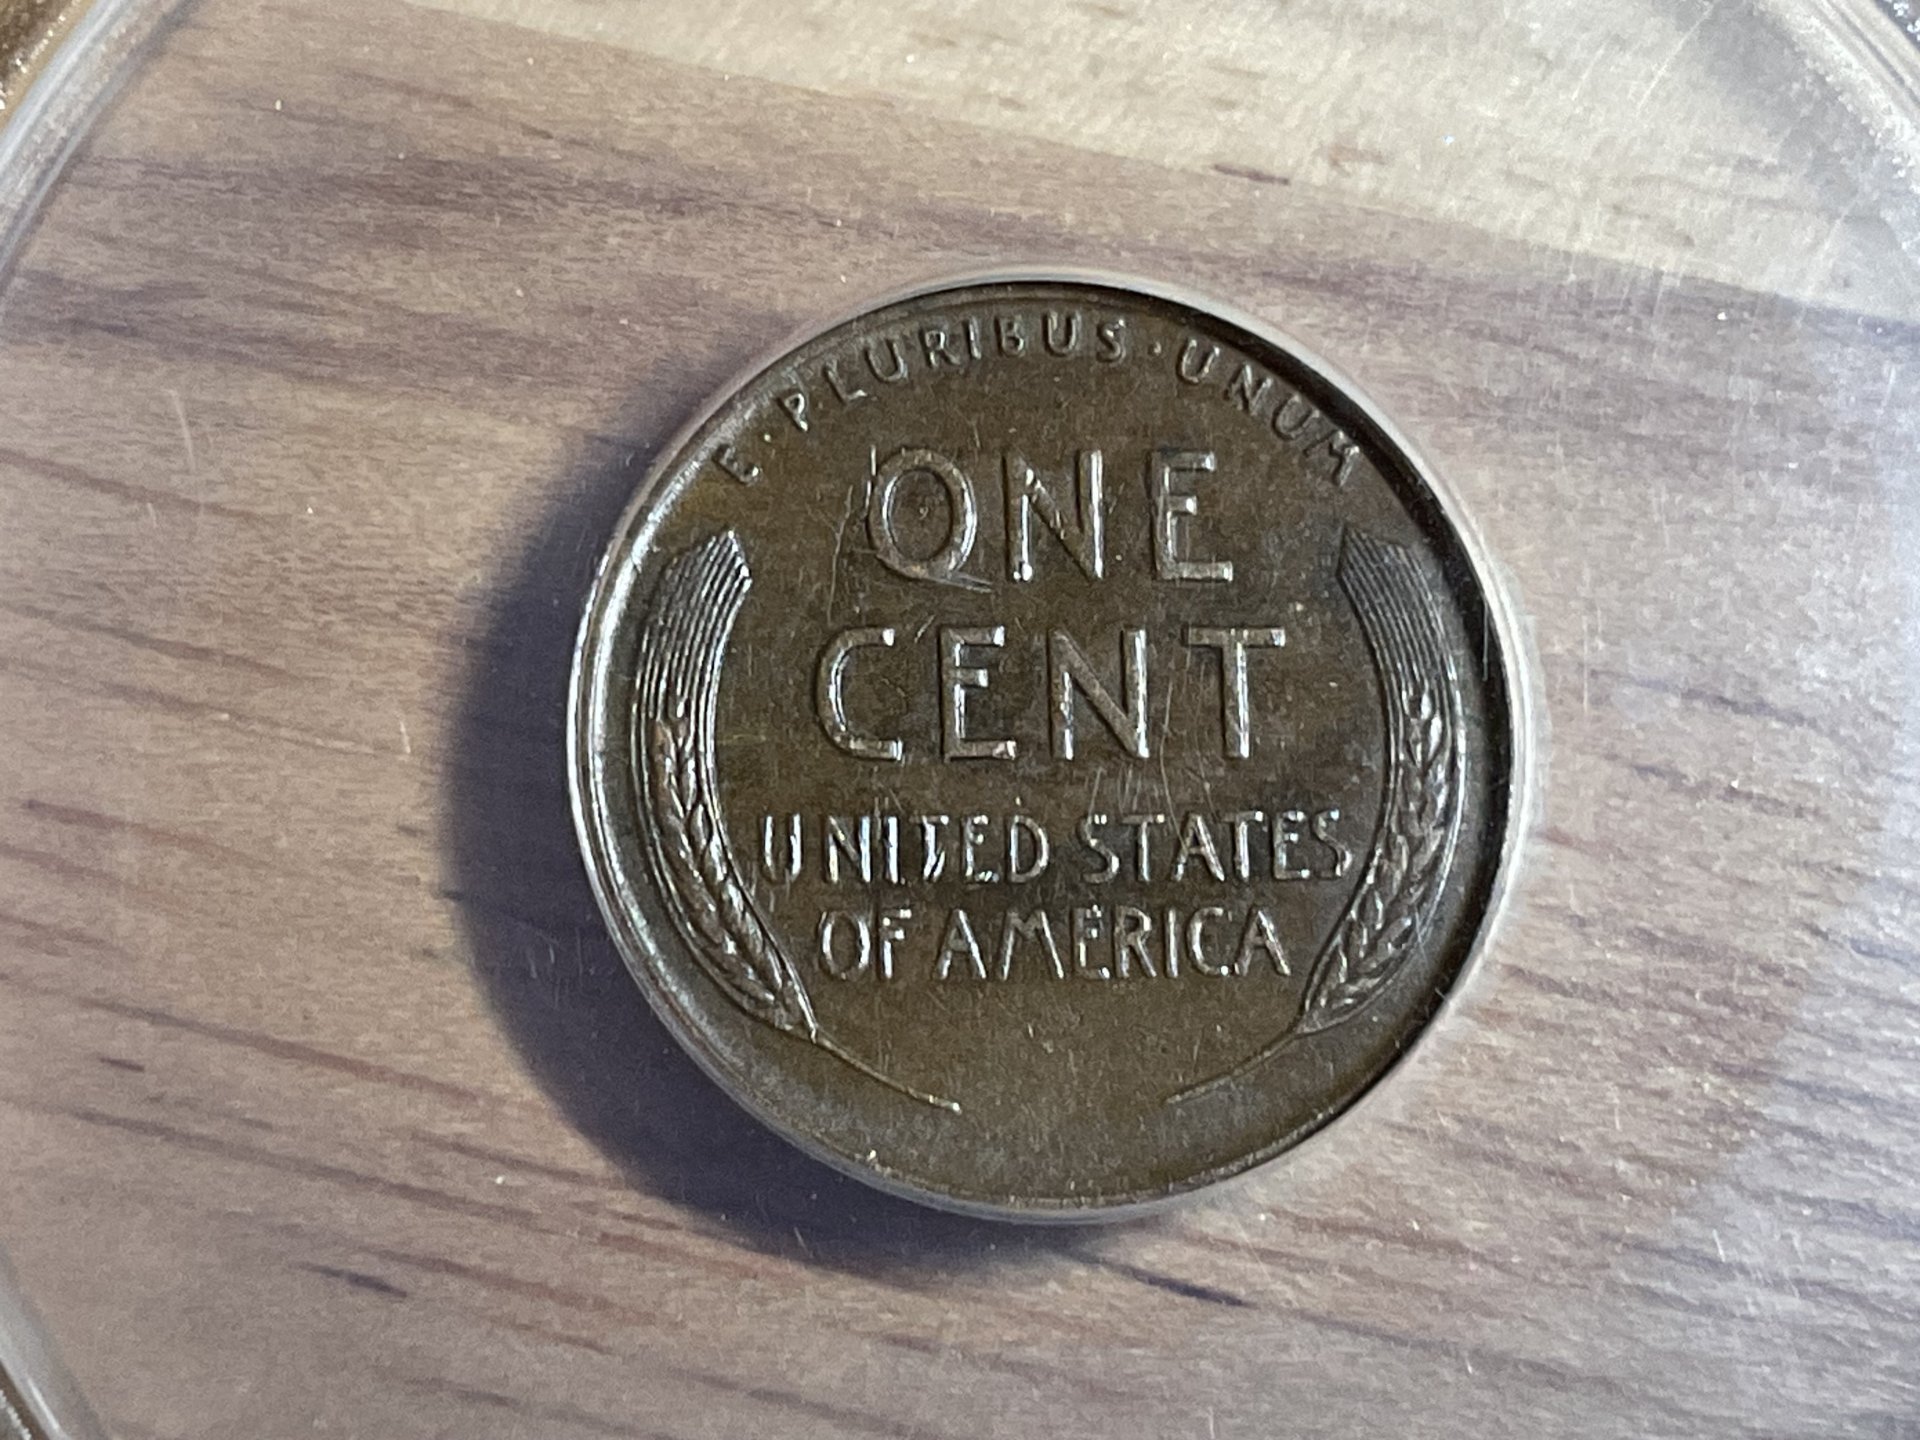 E·PLURIBUS·UNUM
ONE
CENT
UNITED STATES
OF AMERICA